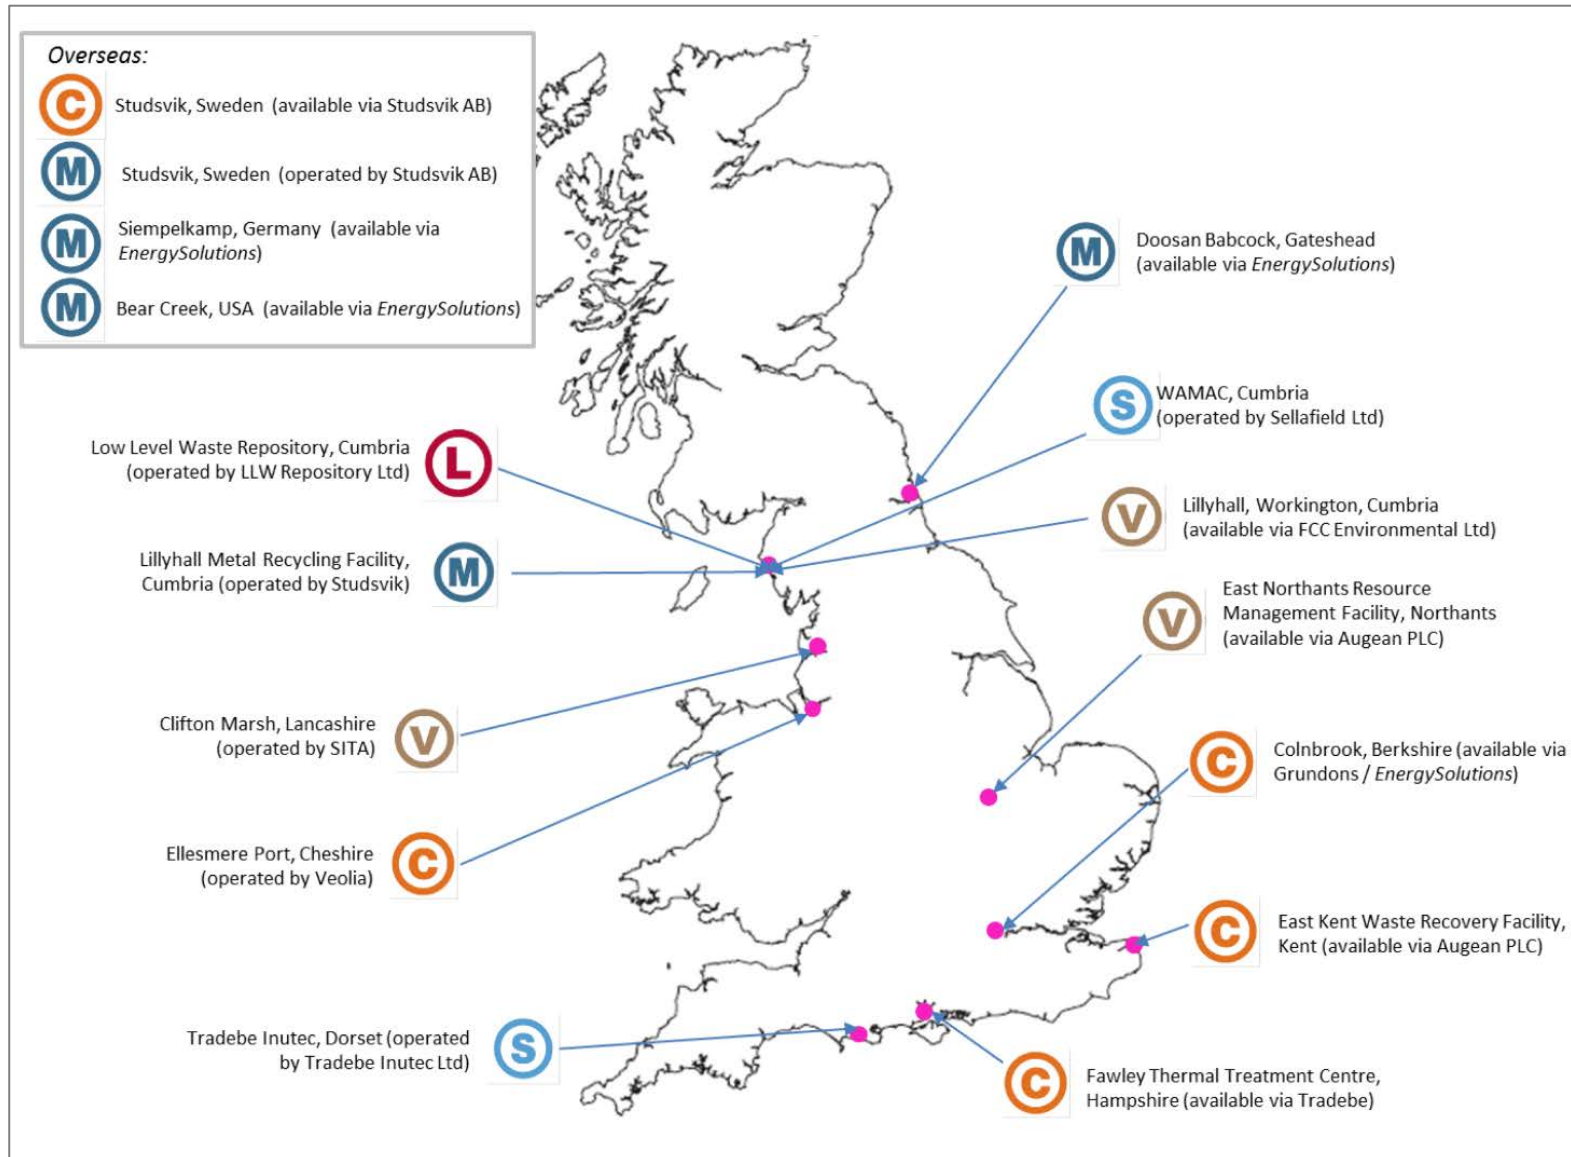 Overseas:
C
Studsvik, Sweden (available via Studsvik AB)
M
Studsvik, Sweden (operated by Studsvik AB)
M
Siempelkamp, Germany (available via
EnergySolutions)
M
Bear Creek, USA (available via EnergySolutions)
M
Doosan Babcock, Gateshead
(available via EnergySolutions)
S
WAMAC, Cumbria
(operated by Sellafield Ltd)
Low Level Waste Repository, Cumbria
(operated by LLW Repository Ltd)
L
V
Lillyhall, Workington, Cumbria
(available via FCC Environmental Ltd)
Lillyhall Metal Recycling Facility,
Cumbria (operated by Studsvik)
M
V
East Northants Resource
Management Facility, Northants
(available via Augean PLC)
Clifton Marsh, Lancashire
(operated by SITA)
V
C
Colnbrook, Berkshire (available via
Grundons / EnergySolutions)
Ellesmere Port, Cheshire
(operated by Veolia)
C
C
East Kent Waste Recovery Facility,
Kent (available via Augean PLC)
Tradebe Inutec, Dorset (operated
by Tradebe Inutec Ltd)
S
C
Fawley Thermal Treatment Centre,
Hampshire (available via Tradebe)